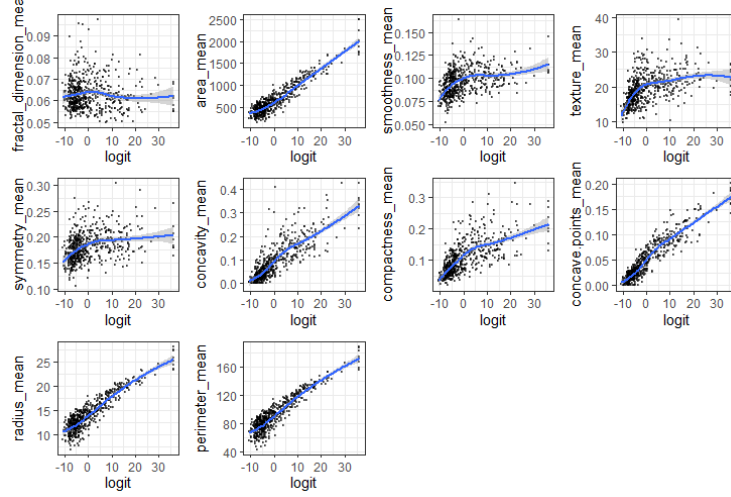 fractal_dimension_mean
0.09
0.08
0.07
0.06
0.05
-10 0 10 20 30
logit
area_mean
2500
2000
1500
1000
500
-10 0 10 20 30
logit
smoothness_mean
0.150
0.125
0.100
0.075
0.050
-10 0 10 20 30
logit
texture_mean
40
30
20
10
-10 0 10 20 30
logit
symmetry_mean
0.30
0.25
0.20
0.15
0.10
-10 0 10 20 30
logit
concavity_mean
0.4
0.3
0.2
0.1
0.0
-10 0 10 20 30
logit
compactness_mean
0.3
0.2
0.1
-10 0 10 20 30
logit
concave.points_mean
0.20
0.15
0.10
0.05
0.00
-10 0 10 20 30
logit
radius_mean
25
20
15
10
-10 0 10 20 30
logit
perimeter_mean
160
120
80
40
-10 0 10 20 30
logit